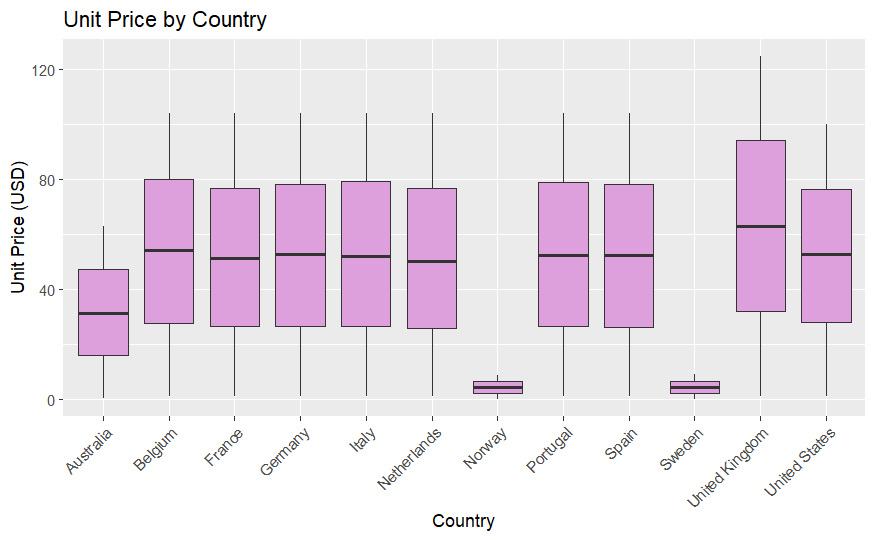 Unit Price by Country
Unit Price (USD)
120
80
40
0
Australia
Belgium
France
Germany
Italy
Netherlands
Norway
Portugal
Spain
Sweden
United Kingdom
United States
Country